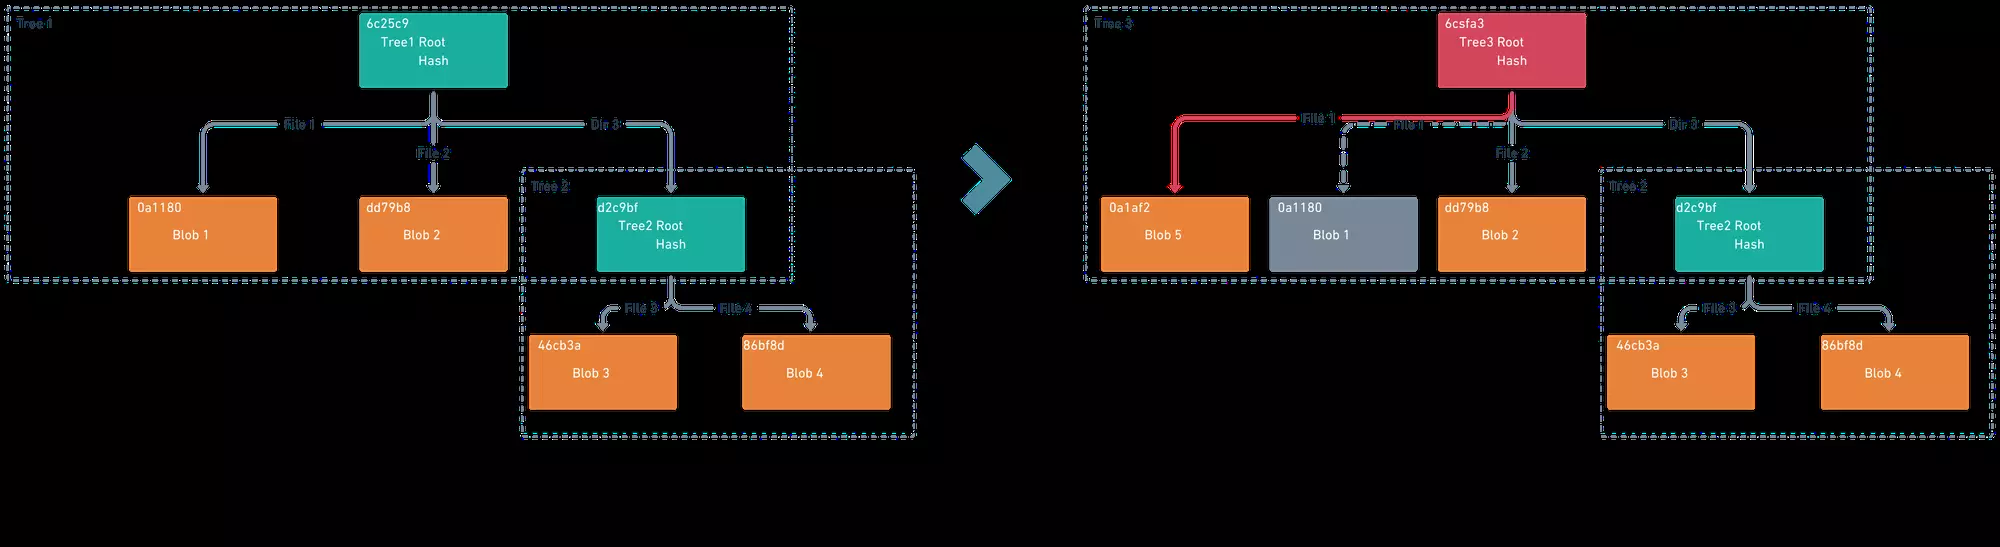 Tree 1
6c25c9
Tree1 Root
Hash
File 1
Dir 3
File 2
0a1180
Blob 1
dd79b8
Blob 2
Tree 2
d2c9bf
Tree2 Root
Hash
File 3
File 4
46cb3a
Blob 3
86bf8d
Blob 4
Tree 3
6csfa3
Tree3 Root
Hash
File 1
File 1
Dir 3
File 2
0a1af2
Blob 5
0a1180
Blob 1
dd79b8
Blob 2
Tree 2
d2c9bf
Tree2 Root
Hash
File 3
File 4
46cb3a
Blob 3
86bf8d
Blob 4